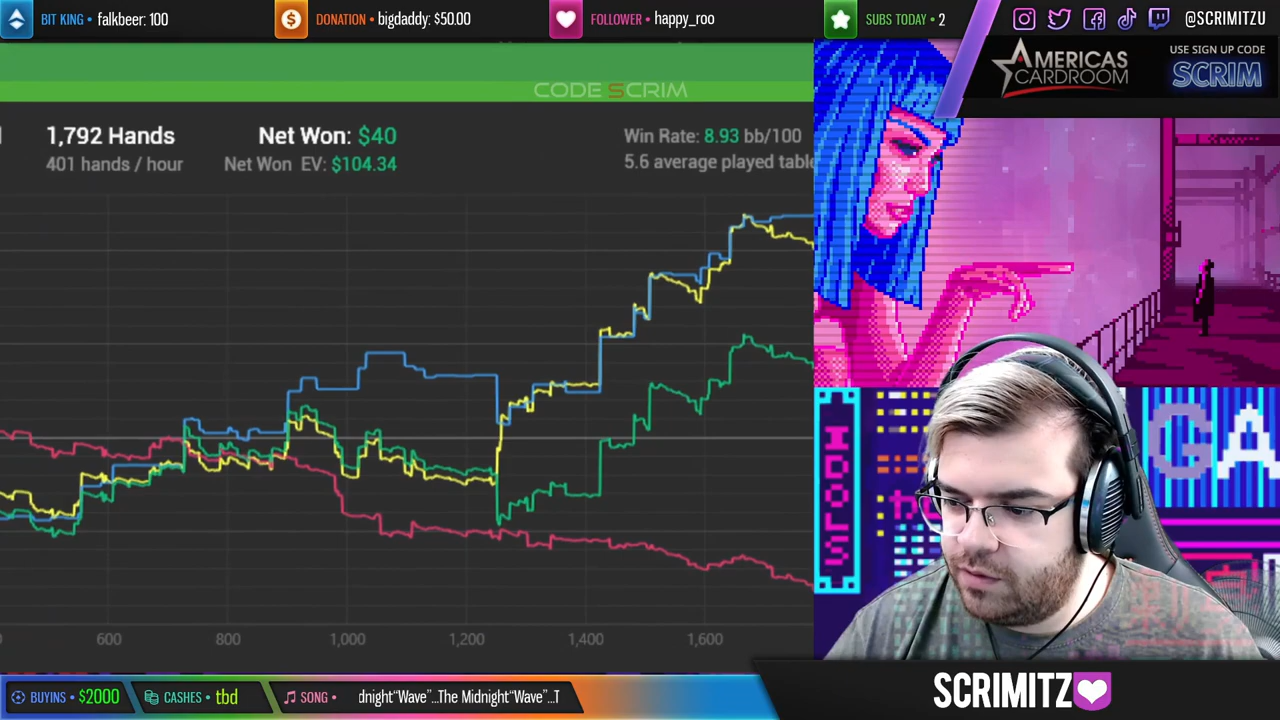 BIT KING • falkbeer: 100
DONATION • bigdaddy: $50.00
FOLLOWER • happy_roo
SUBS TODAY • 2
@SCRIMITZU
AMERICAS
CARDROOM
USE SIGN UP CODE
SCRIM
CODE SCRIM
1,792 Hands
Net Won: $40
Win Rate: 8.93 bb/100
401 hands / hour
Net Won EV: $104.34
5.6 average played table
600
800
1,000
1,200
1,400
1,600
IDOLS
GA
BUYINS • $2000
CASHES • tbd
SONG • dnight"Wave"...The Midnight"Wave"...T
SCRIMITZ